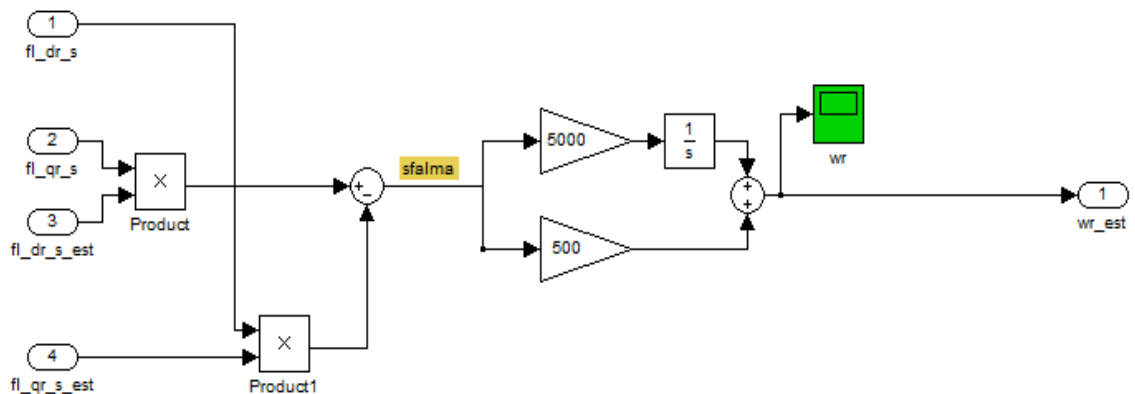 1
fl_dr_s
2
fl_qr_s
×
Product
3
fl_dr_s_est
4
fl_qr_s_est
×
Product1
+
−
sfalma
5000
1
s
500
+
+
wr
1
wr_est